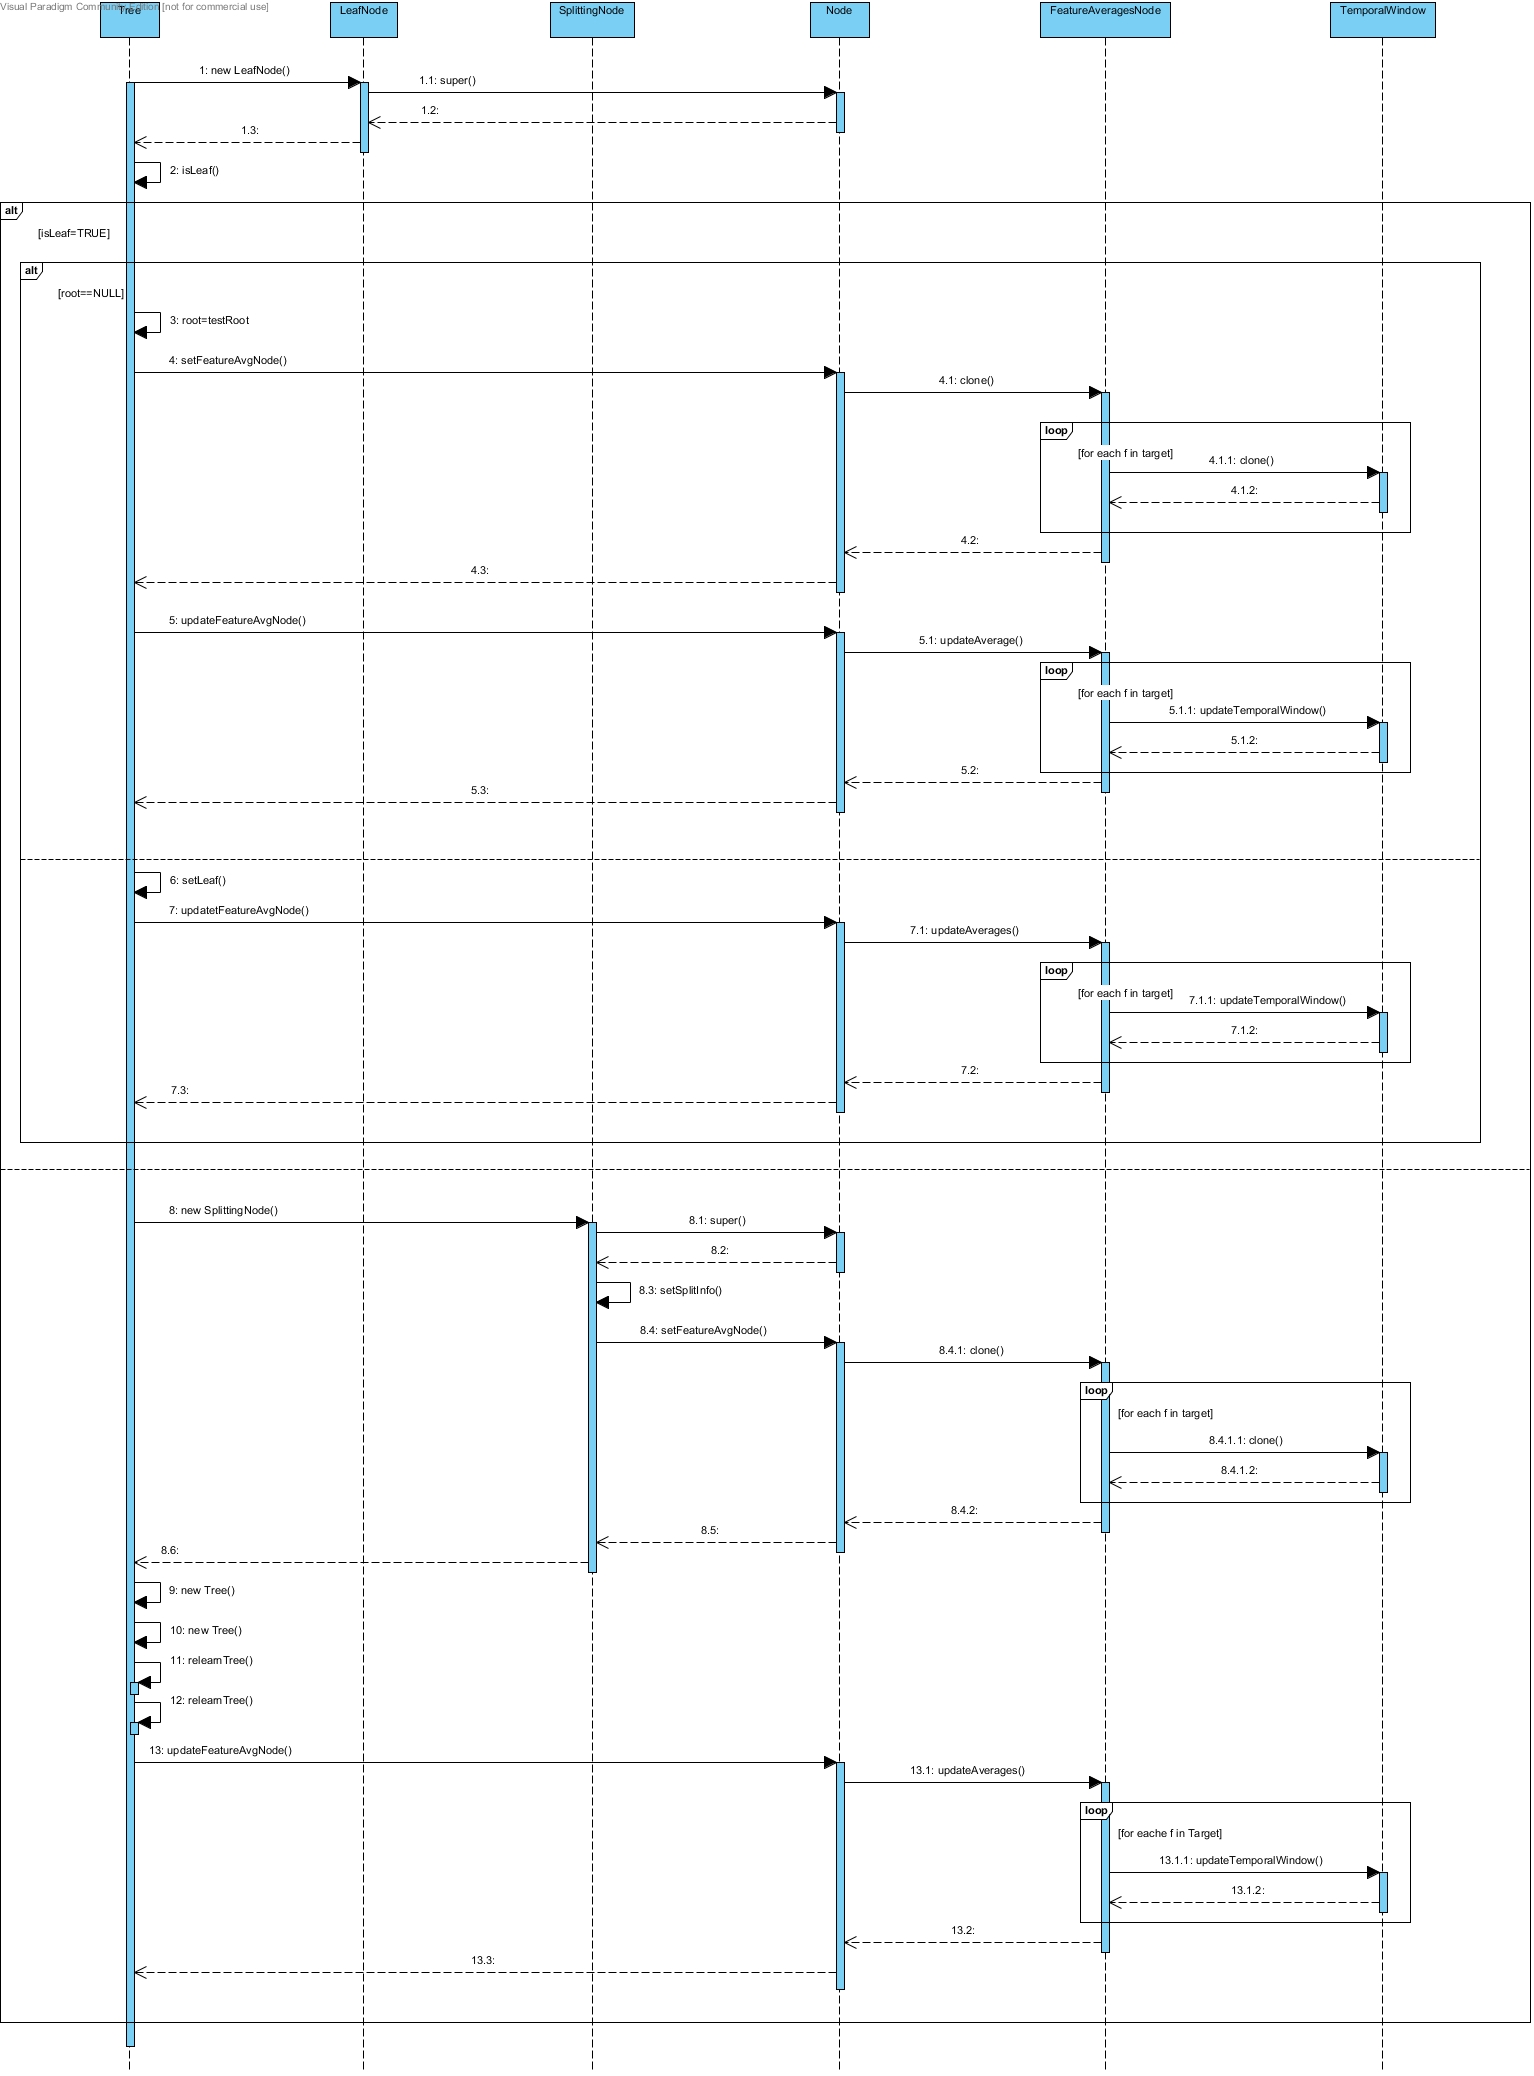 Visual Paradigm Community Edition [not for commercial use]
Tree
LeafNode
SplittingNode
Node
FeatureAveragesNode
TemporalWindow
1: new LeafNode()
1.1: super()
1.2:
1.3:
2: isLeaf()
alt
[isLeaf=TRUE]
alt
[root==NULL]
3: root=testRoot
4: setFeatureAvgNode()
4.1: clone()
loop
[for each f in target]
4.1.1: clone()
4.1.2:
4.2:
4.3:
5: updateFeatureAvgNode()
5.1: updateAverage()
loop
[for each f in target]
5.1.1: updateTemporalWindow()
5.1.2:
5.2:
5.3:
6: setLeaf()
7: updatetFeatureAvgNode()
7.1: updateAverages()
loop
[for each f in target]
7.1.1: updateTemporalWindow()
7.1.2:
7.2:
7.3:
8: new SplittingNode()
8.1: super()
8.2:
8.3: setSplitInfo()
8.4: setFeatureAvgNode()
8.4.1: clone()
loop
[for each f in target]
8.4.1.1: clone()
8.4.1.2:
8.4.2:
8.5:
8.6:
9: new Tree()
10: new Tree()
11: relearnTree()
12: relearnTree()
13: updateFeatureAvgNode()
13.1: updateAverages()
loop
[for eache f in Target]
13.1.1: updateTemporalWindow()
13.1.2:
13.2:
13.3: